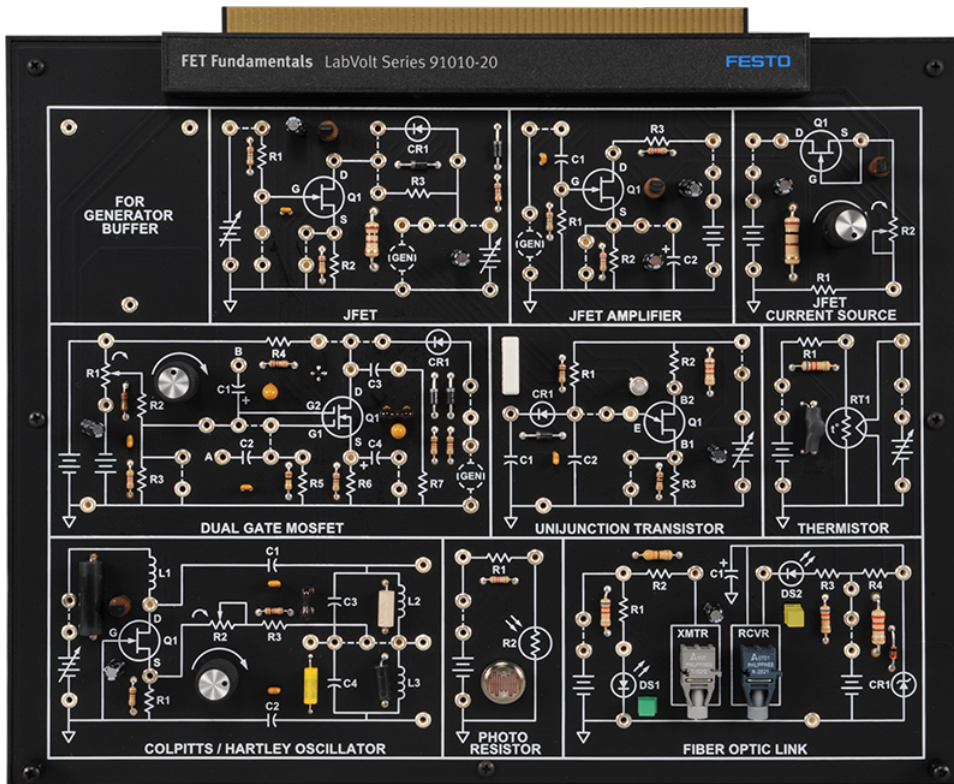 FET Fundamentals LabVolt Series 91010-20
FESTO
FOR
GENERATOR
BUFFER
R1
G
D
S
Q1
R2
CR1
R3
GEN
JFET
C1
R3
D
G
Q1
S
R1
GEN
R2
C2
+
JFET AMPLIFIER
Q1
D
S
G
R2
R1
JFET
CURRENT SOURCE
R1
R2
R3
B
C1
+
R4
A
C2
G2
G1
D
Q1
S
C3
C4
+
R5
R6
R7
CR1
GEN
DUAL GATE MOSFET
CR1
R1
R2
B2
E
Q1
B1
C1
C2
R3
UNIJUNCTION TRANSISTOR
R1
RT1
t°
THERMISTOR
L1
D
G
Q1
S
R1
C1
R2
R3
C3
L2
C4
L3
C2
COLPITTS / HARTLEY OSCILLATOR
R1
R2
PHOTO
RESISTOR
R2
R1
DS1
C1
+
XMTR
RCVR
DS2
R3
R4
CR1
FIBER OPTIC LINK